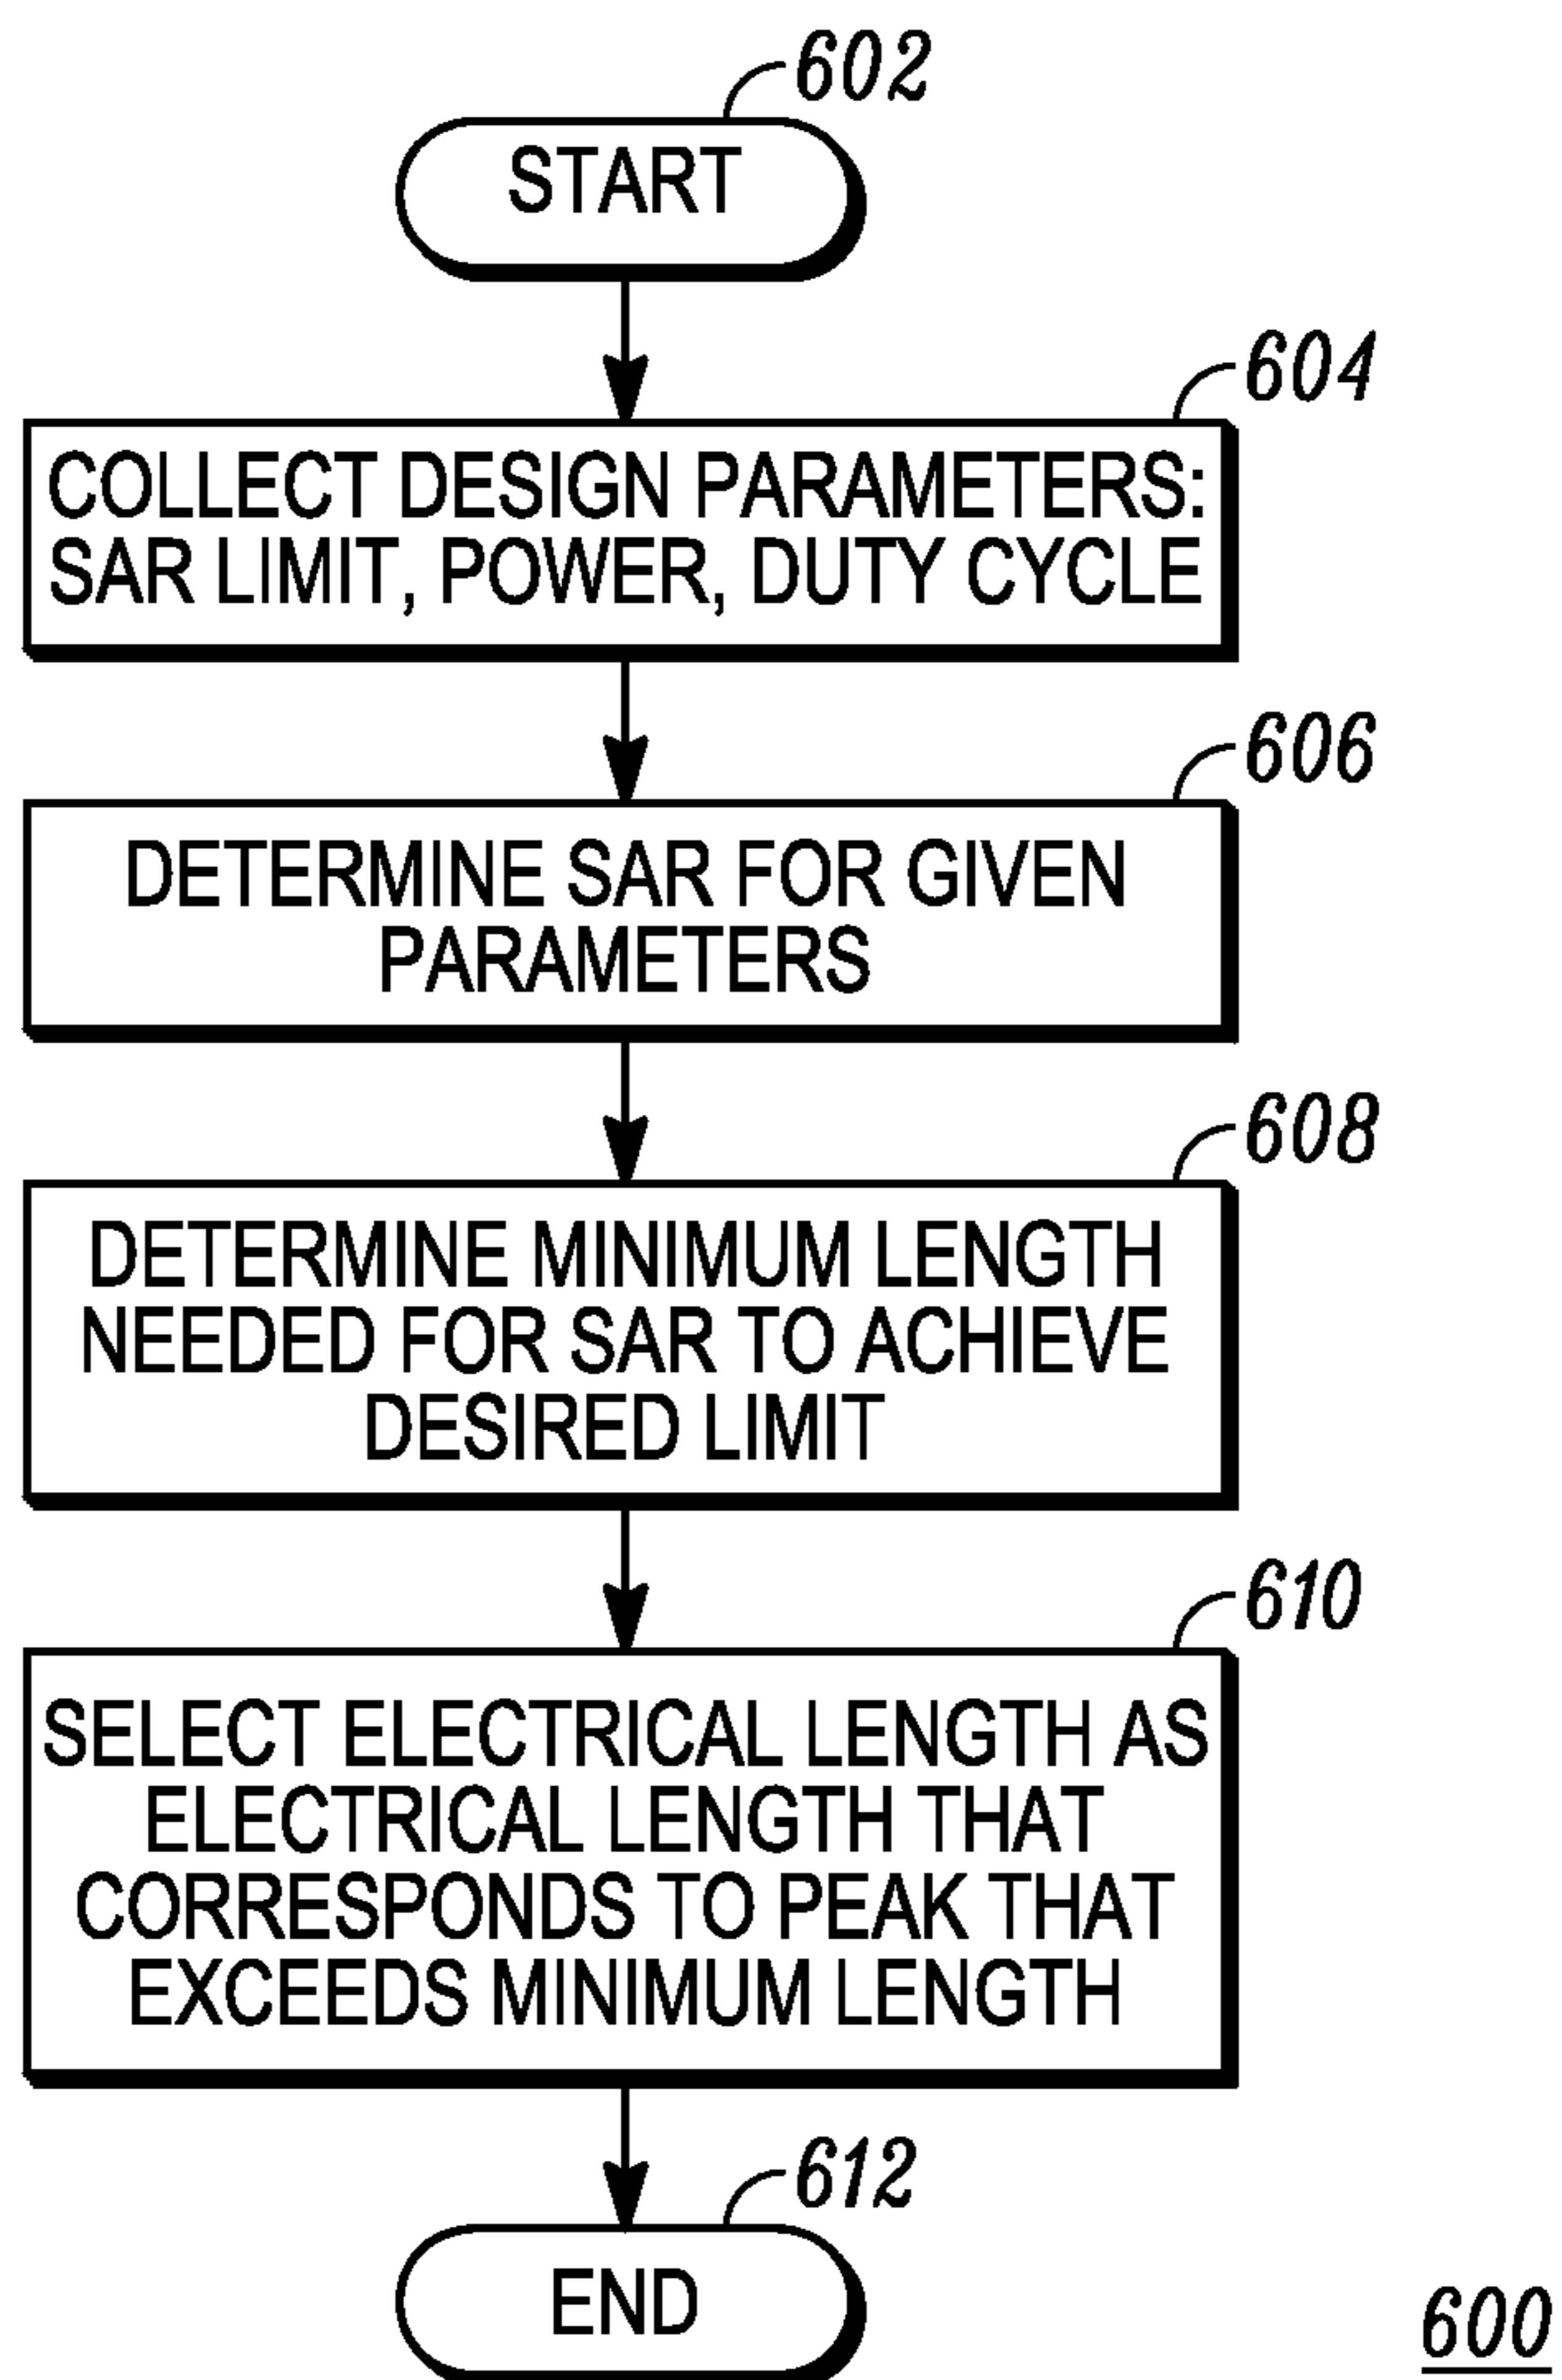 602
START
604
COLLECT DESIGN PARAMETERS:
SAR LIMIT, POWER, DUTY CYCLE
606
DETERMINE SAR FOR GIVEN
PARAMETERS
608
DETERMINE MINIMUM LENGTH
NEEDED FOR SAR TO ACHIEVE
DESIRED LIMIT
610
SELECT ELECTRICAL LENGTH AS
ELECTRICAL LENGTH THAT
CORRESPONDS TO PEAK THAT
EXCEEDS MINIMUM LENGTH
612
END
600